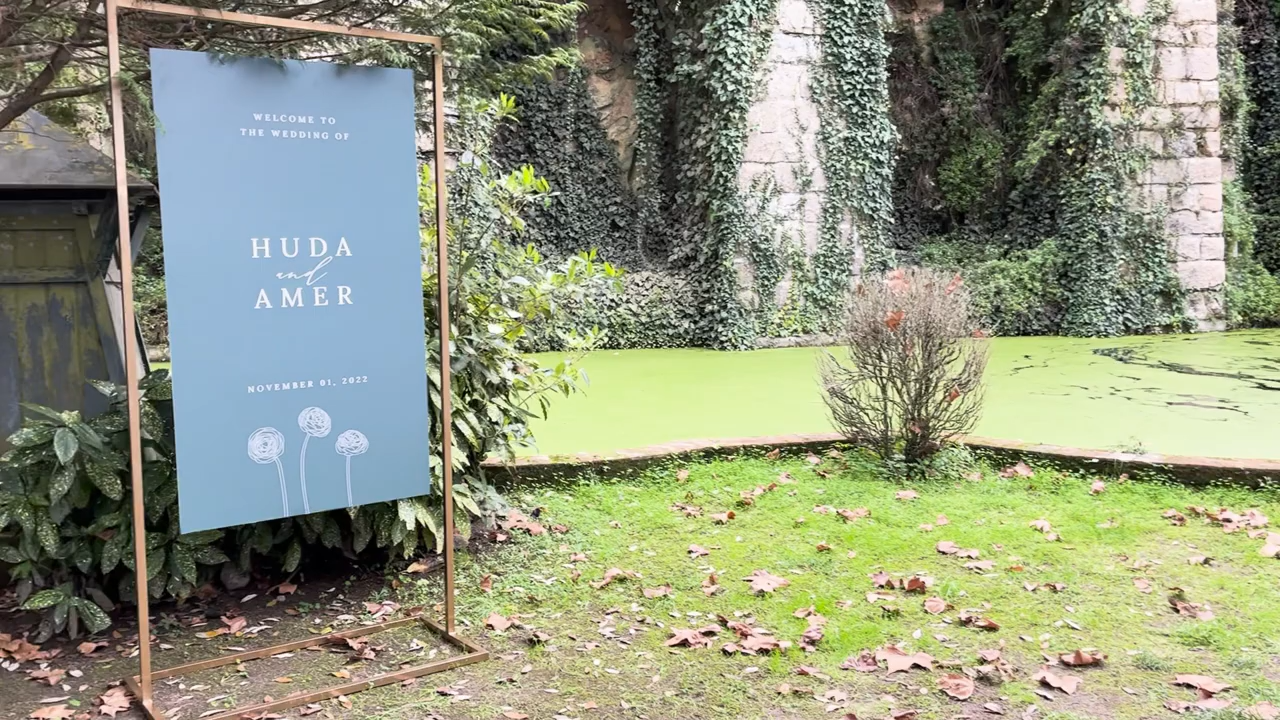 WELCOME TO
THE WEDDING OF
HUDA
and
AMER
NOVEMBER 01, 2022